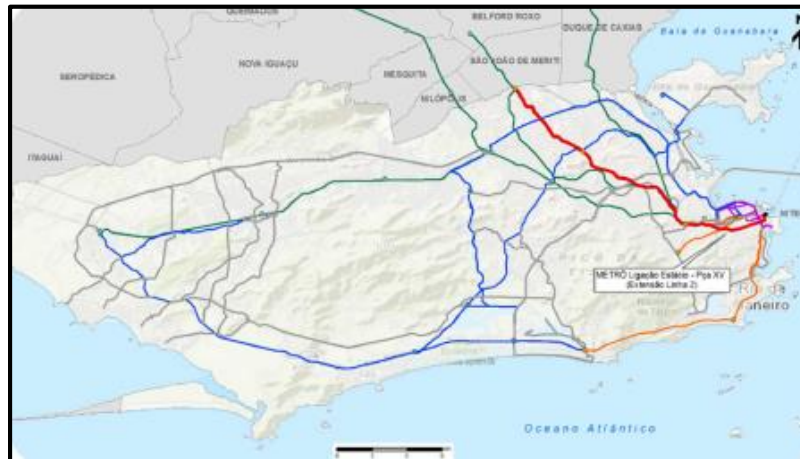 QUEIMADOS
BELFORD ROXO
DUQUE DE CAXIAS
Baía de Guanabara
NOVA IGUAÇU
SÃO JOÃO DE MERITI
MESQUITA
SEROPÉDICA
NILÓPOLIS
ITAGUAÍ
METRÔ Ligação Estácio - Pça XV
(Extensão Linha 2)
Oceano Atlântico